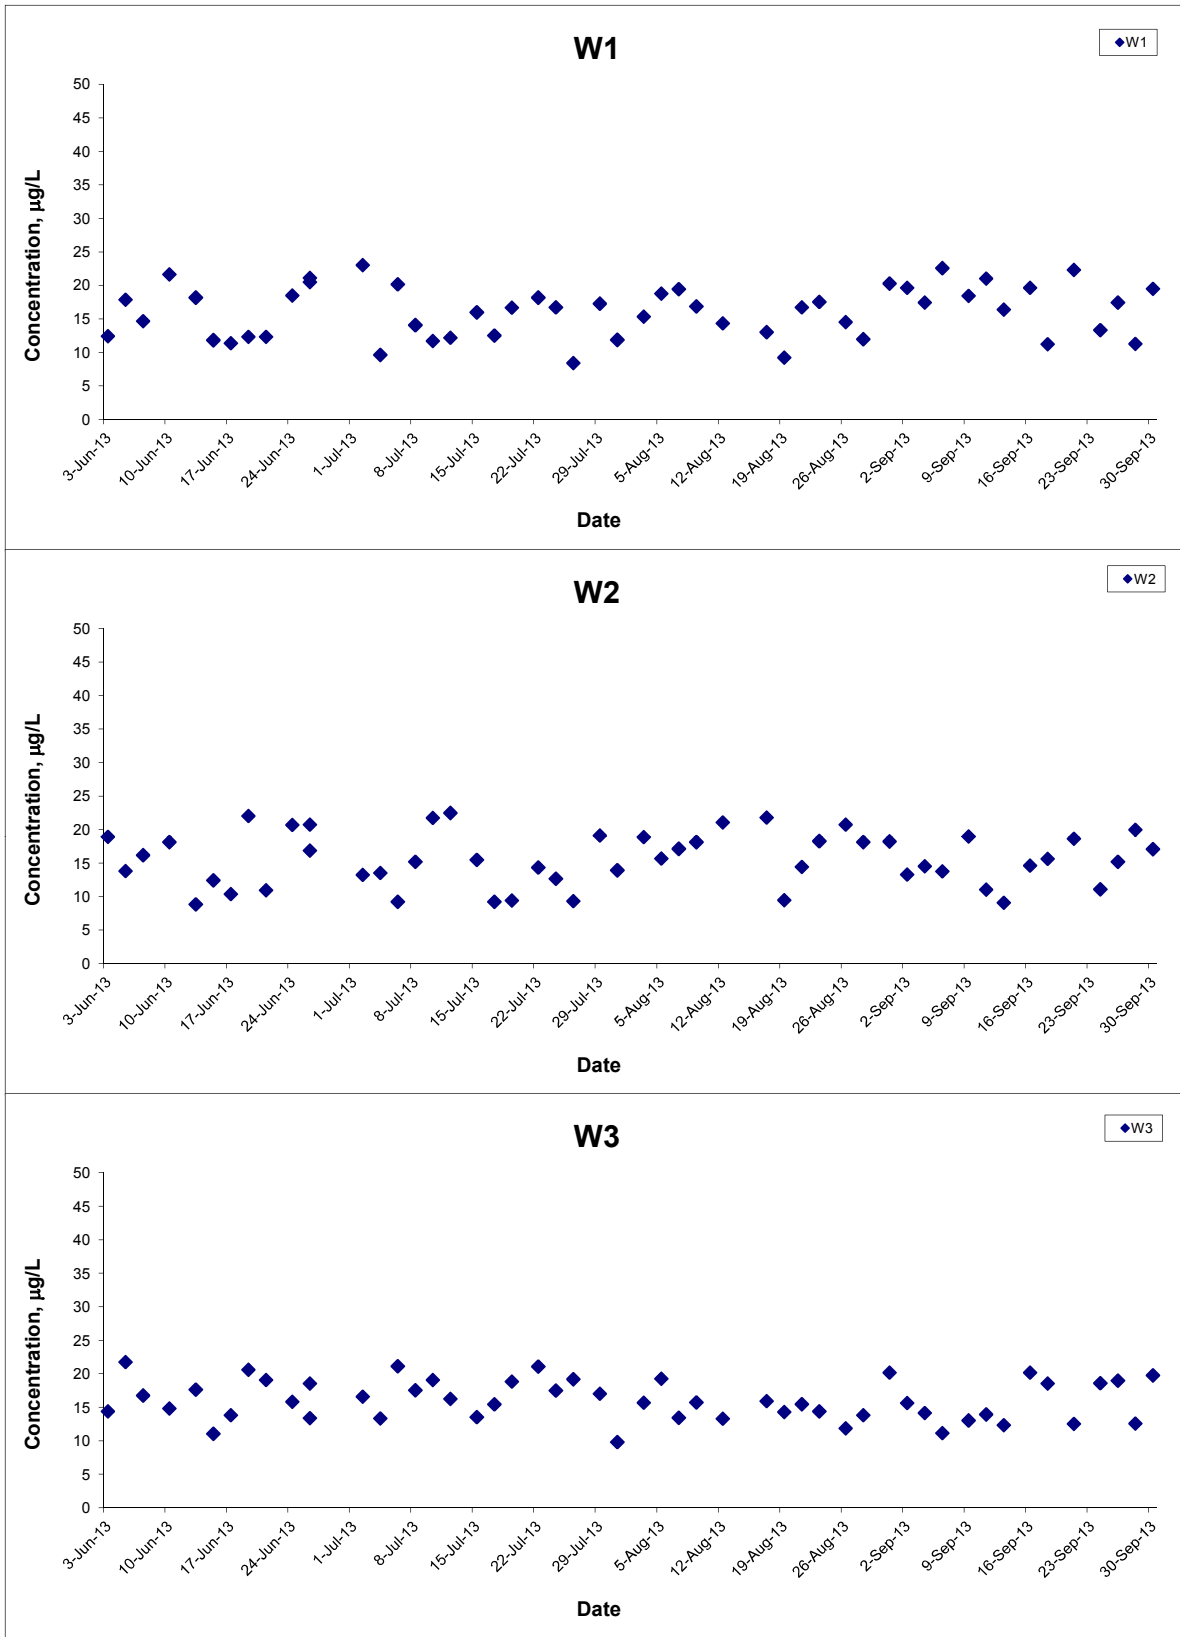 W1
W1
50
45
40
35
30
25
20
15
10
5
0
Concentration, µg/L
3-Jun-13
10-Jun-13
17-Jun-13
24-Jun-13
1-Jul-13
8-Jul-13
15-Jul-13
22-Jul-13
29-Jul-13
5-Aug-13
12-Aug-13
19-Aug-13
26-Aug-13
2-Sep-13
9-Sep-13
16-Sep-13
23-Sep-13
30-Sep-13
Date
W2
W2
50
45
40
35
30
25
20
15
10
5
0
Concentration, µg/L
3-Jun-13
10-Jun-13
17-Jun-13
24-Jun-13
1-Jul-13
8-Jul-13
15-Jul-13
22-Jul-13
29-Jul-13
5-Aug-13
12-Aug-13
19-Aug-13
26-Aug-13
2-Sep-13
9-Sep-13
16-Sep-13
23-Sep-13
30-Sep-13
Date
W3
W3
50
45
40
35
30
25
20
15
10
5
0
Concentration, µg/L
3-Jun-13
10-Jun-13
17-Jun-13
24-Jun-13
1-Jul-13
8-Jul-13
15-Jul-13
22-Jul-13
29-Jul-13
5-Aug-13
12-Aug-13
19-Aug-13
26-Aug-13
2-Sep-13
9-Sep-13
16-Sep-13
23-Sep-13
30-Sep-13
Date